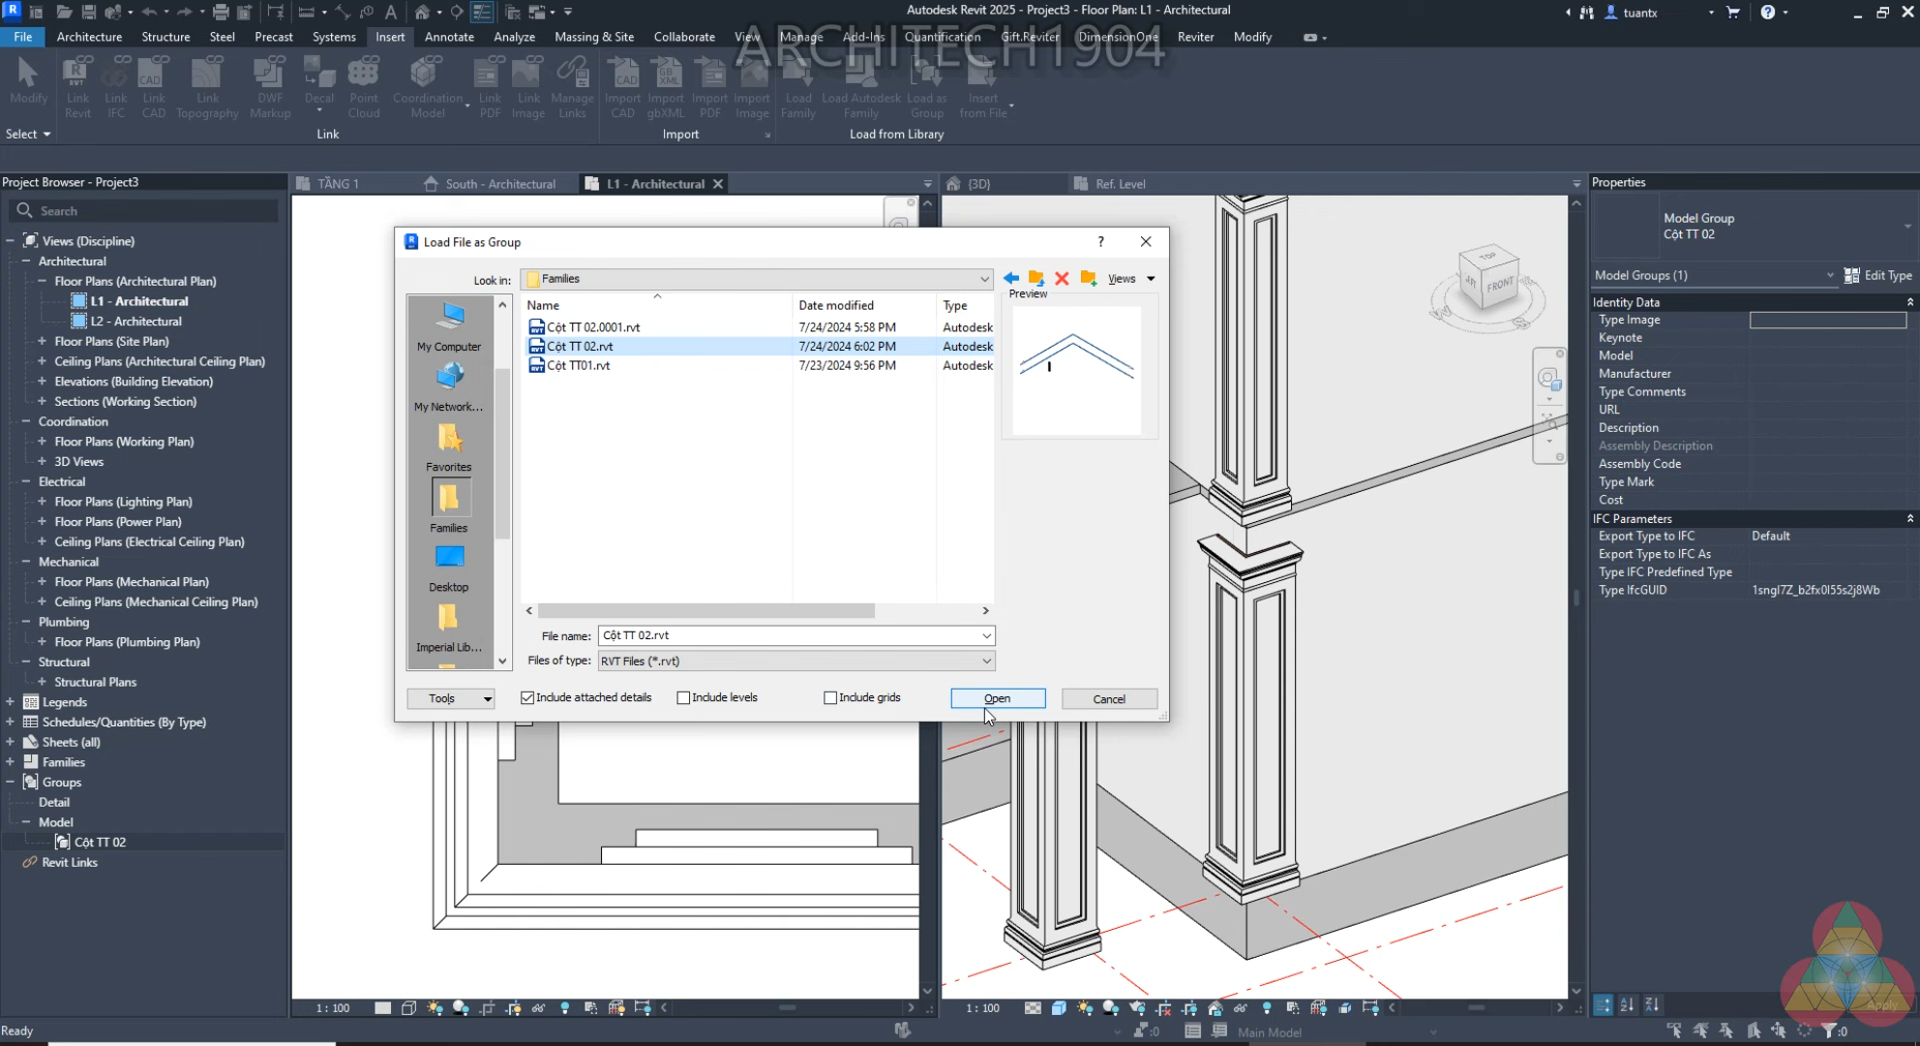 Autodesk Revit 2025 - Project3 - Floor Plan: L1 - Architectural
tuantx
File Architecture Structure Steel Precast Systems Insert Annotate Analyze Massing & Site Collaborate View Manage Add-Ins Quantification Gift.Reviter DimensionOne Reviter Modify
ARCHITECH1904
Modify
Link Revit
Link IFC
Link CAD
Link Topography
DWF Markup
Decal
Point Cloud
Coordination Model
Link PDF
Link Image
Manage Links
Import CAD
Import gbXML
Import PDF
Import Image
Load Family
Load Autodesk Family
Load as Group
Insert from File
Select
Link
Import
Load from Library
Project Browser - Project3
Search
Views (Discipline)
Architectural
Floor Plans (Architectural Plan)
L1 - Architectural
L2 - Architectural
Floor Plans (Site Plan)
Ceiling Plans (Architectural Ceiling Plan)
Elevations (Building Elevation)
Sections (Working Section)
Coordination
Floor Plans (Working Plan)
3D Views
Electrical
Floor Plans (Lighting Plan)
Floor Plans (Power Plan)
Ceiling Plans (Electrical Ceiling Plan)
Mechanical
Floor Plans (Mechanical Plan)
Ceiling Plans (Mechanical Ceiling Plan)
Plumbing
Floor Plans (Plumbing Plan)
Structural
Structural Plans
Legends
Schedules/Quantities (By Type)
Sheets (all)
Families
Groups
Detail
Model
Cột TT 02
Revit Links
TẦNG 1
South - Architectural
L1 - Architectural
{3D}
Ref. Level
Load File as Group
?
Look in: Families
Views
My Computer
My Network...
Favorites
Families
Desktop
Imperial Lib...
Name Date modified Type
Cột TT 02.0001.rvt 7/24/2024 5:58 PM Autodesk
Cột TT 02.rvt 7/24/2024 6:02 PM Autodesk
Cột TT01.rvt 7/23/2024 9:56 PM Autodesk
Preview
File name: Cột TT 02.rvt
Files of type: RVT Files (*.rvt)
Tools
Include attached details
Include levels
Include grids
Open
Cancel
TOP
FRONT
Properties
Model Group
Cột TT 02
Model Groups (1)
Edit Type
Identity Data
Type Image
Keynote
Model
Manufacturer
Type Comments
URL
Description
Assembly Description
Assembly Code
Type Mark
Cost
IFC Parameters
Export Type to IFC Default
Export Type to IFC As
Type IFC Predefined Type
Type IfcGUID 1sngI7Z_b2fx0I55s2j8Wb
Apply
1 : 100
1 : 100
Ready
:0
Main Model
:0